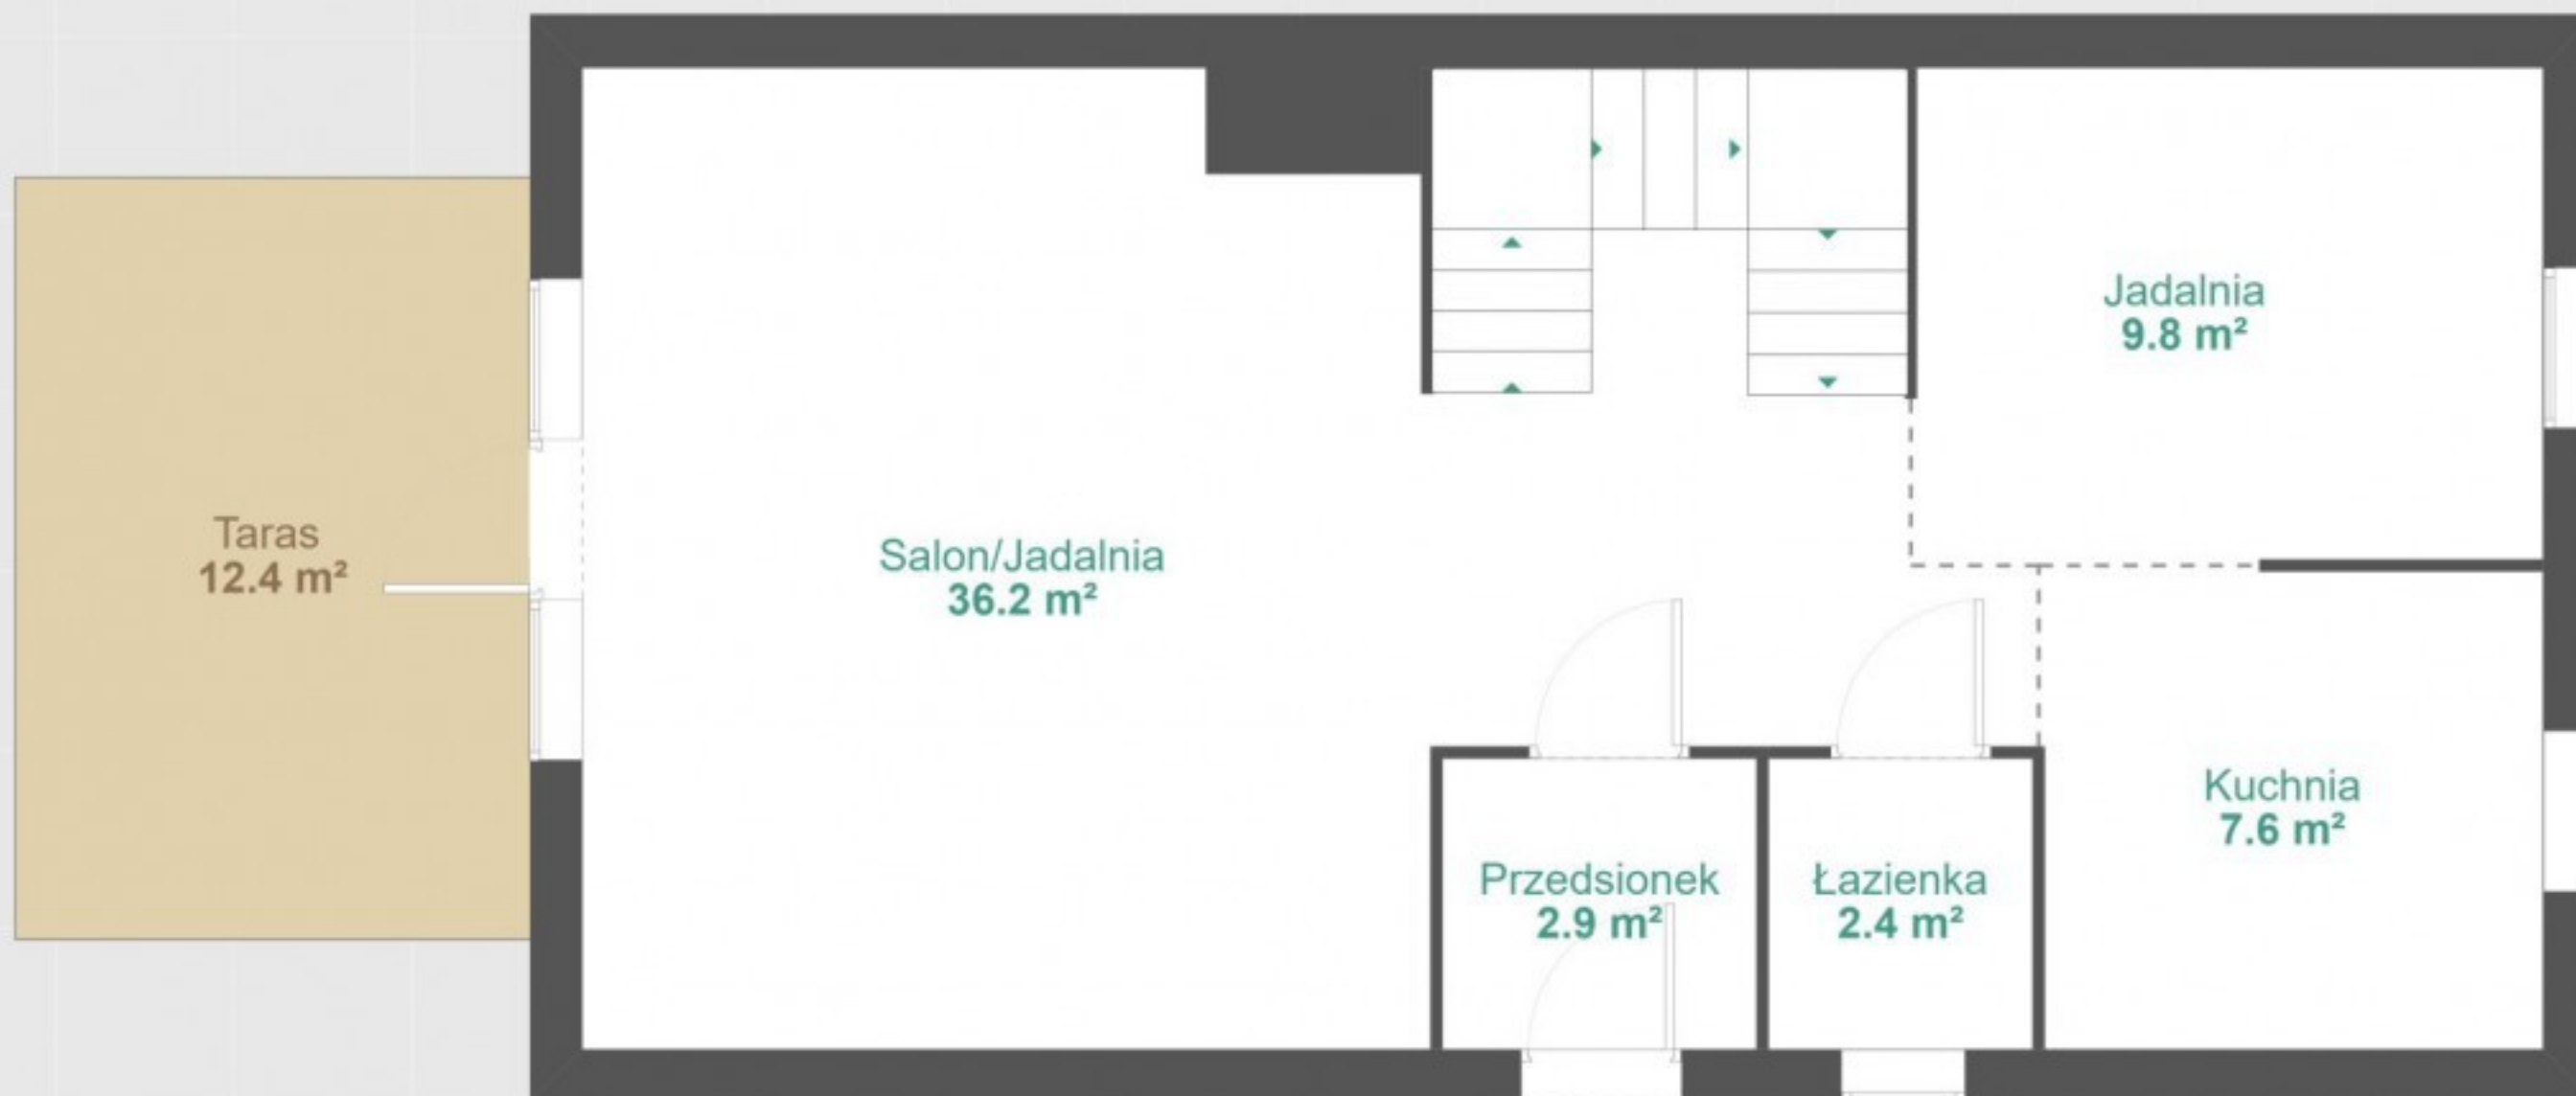 Taras
12.4 m²
Salon/Jadalnia
36.2 m²
Jadalnia
9.8 m²
Przedsionek
2.9 m²
Łazienka
2.4 m²
Kuchnia
7.6 m²